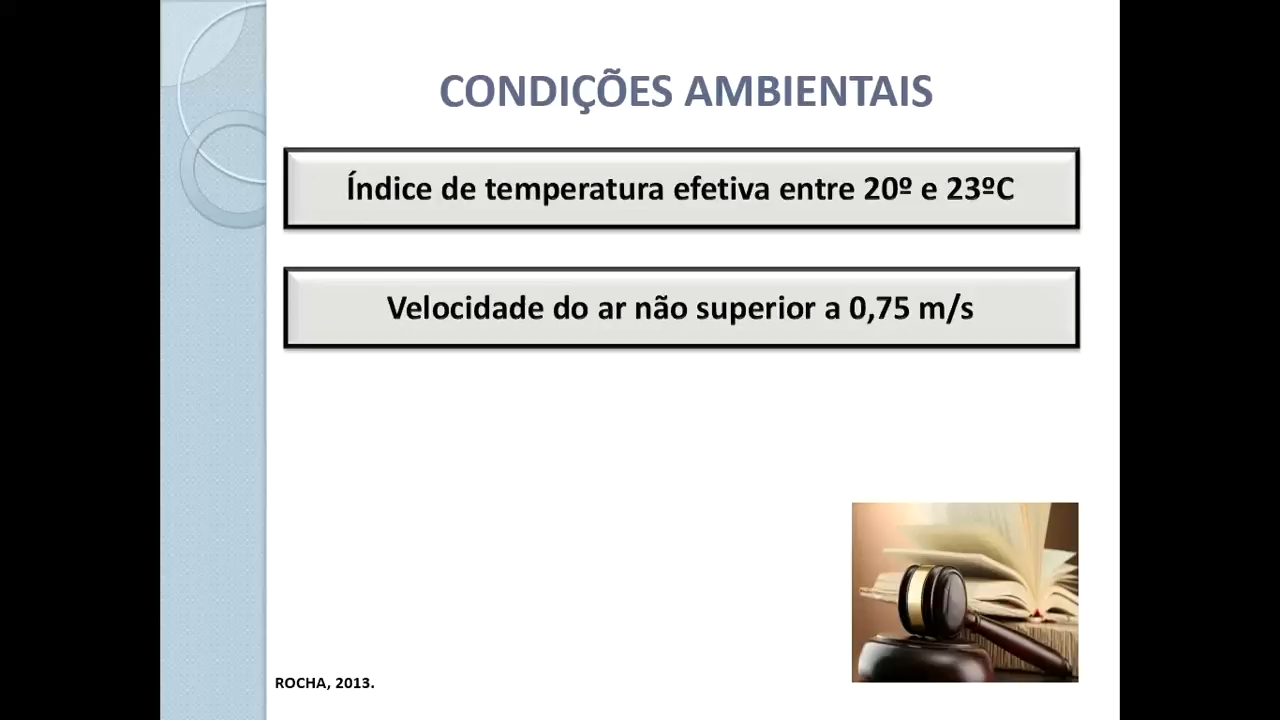 CONDIÇÕES AMBIENTAIS
Índice de temperatura efetiva entre 20º e 23ºC
Velocidade do ar não superior a 0,75 m/s
ROCHA, 2013.